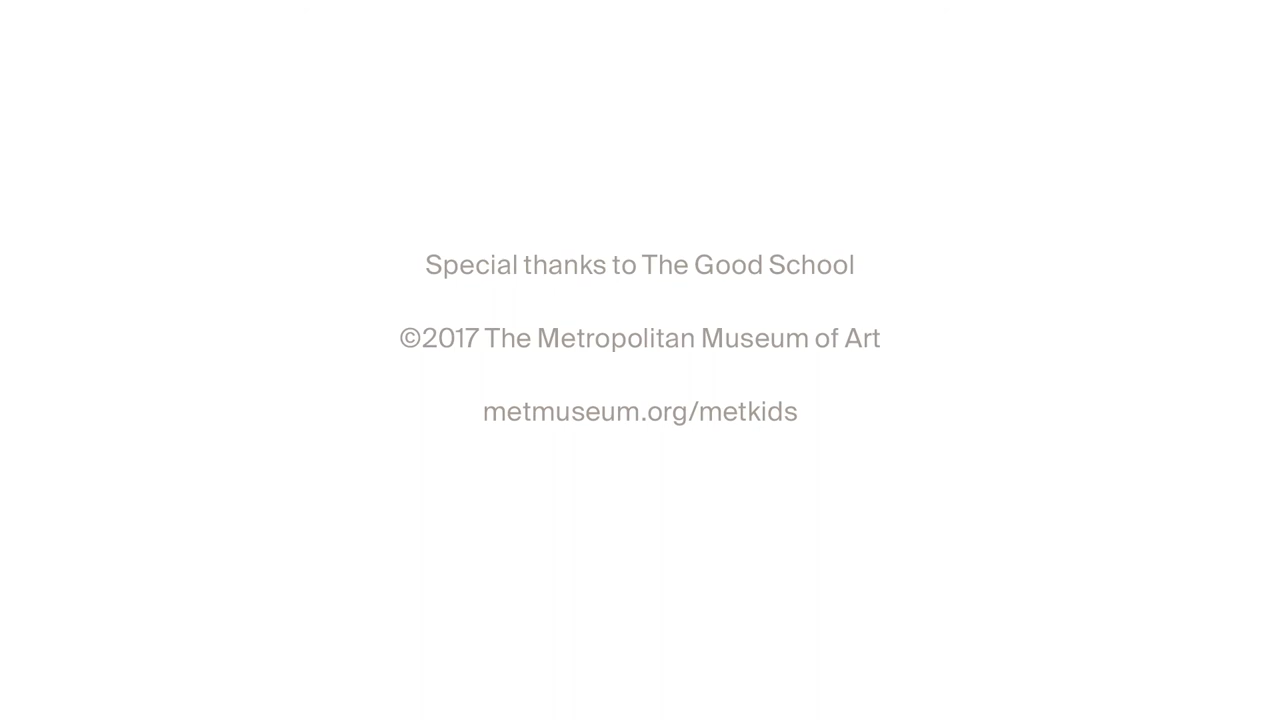 Special thanks to The Good School
©2017 The Metropolitan Museum of Art
metmuseum.org/metkids